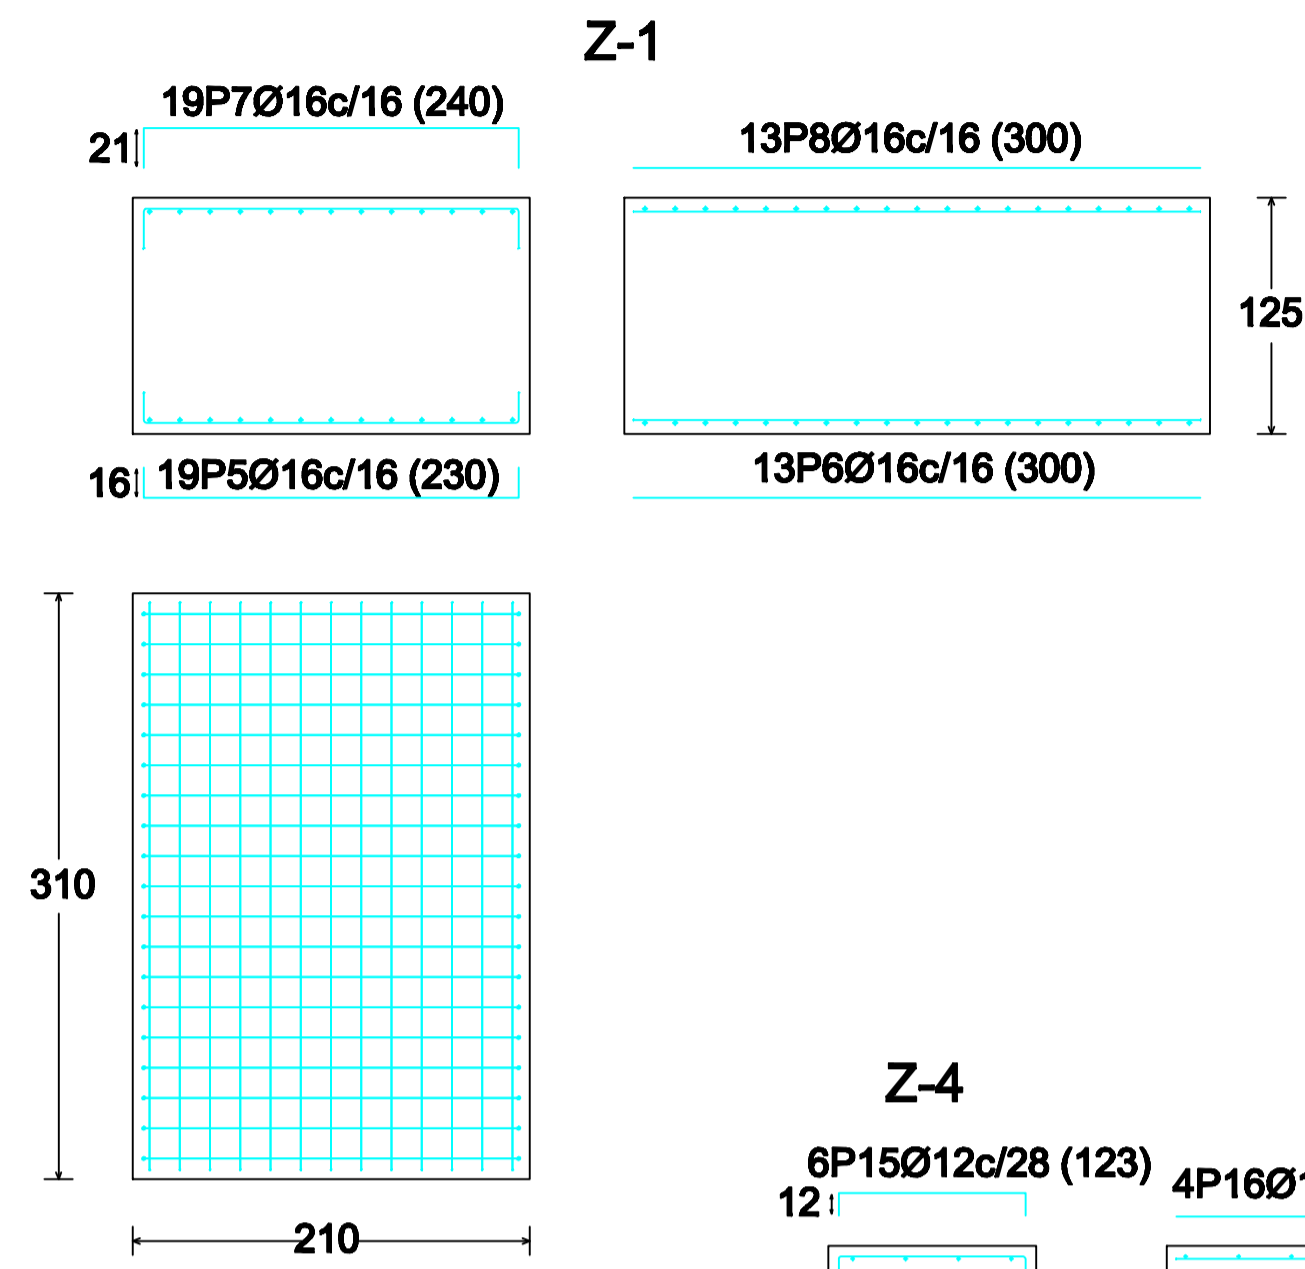 Z-1
19P7Ø16c/16 (240)
21
13P8Ø16c/16 (300)
125
16
19P5Ø16c/16 (230)
13P6Ø16c/16 (300)
310
210
Z-4
6P15Ø12c/28 (123)
12
4P16Ø1